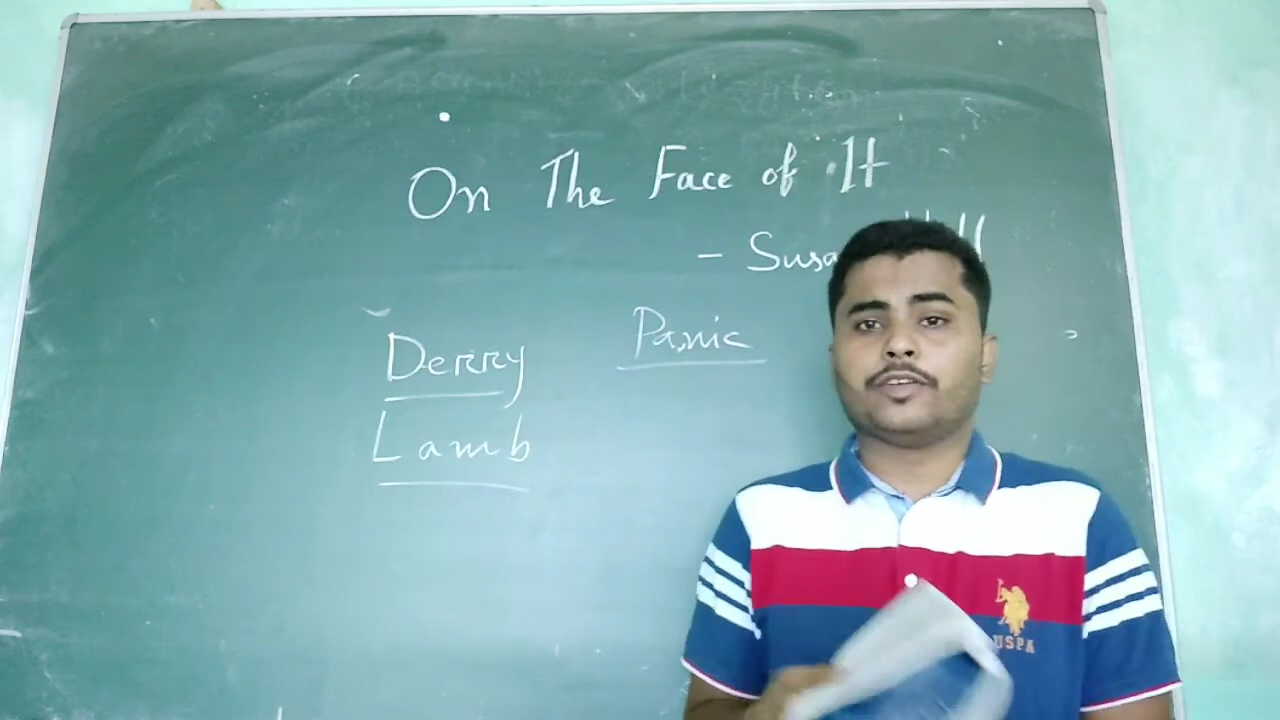 On The Face of It
- Susa
Derry Panic
Lamb
USPA